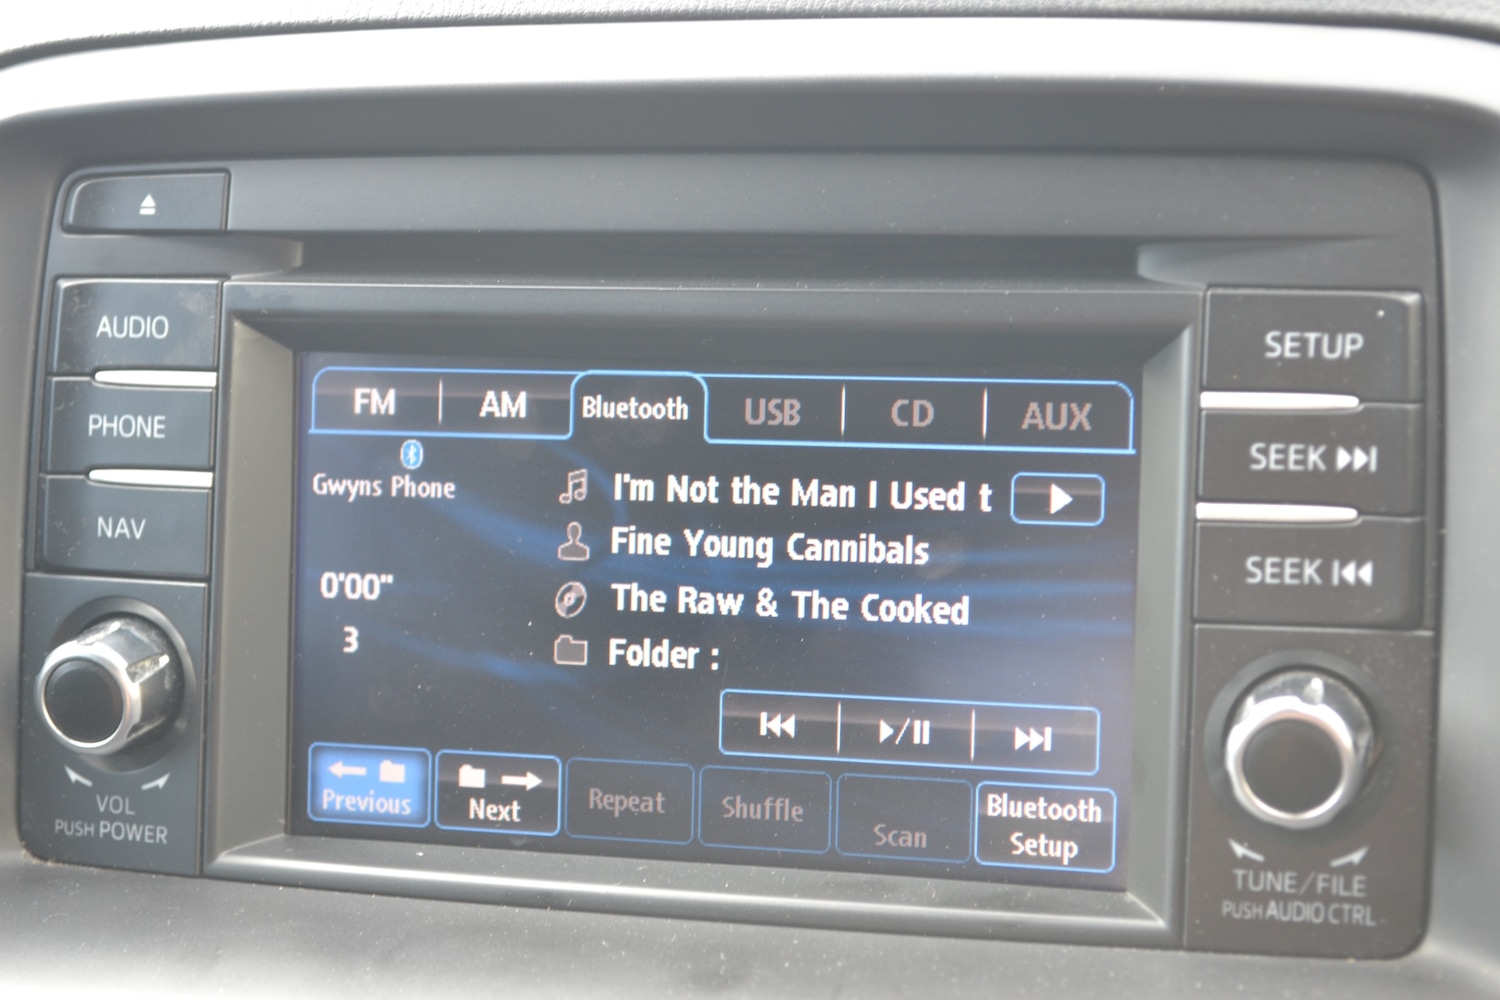 AUDIO
PHONE
NAV
VOL
PUSH POWER
FM AM Bluetooth USB CD AUX
Gwyns Phone
I'm Not the Man I Used t
Fine Young Cannibals
The Raw & The Cooked
Folder :
0'00"
3
Previous Next Repeat Shuffle Scan Bluetooth Setup
SETUP
SEEK
SEEK
TUNE/FILE
PUSH AUDIO CTRL